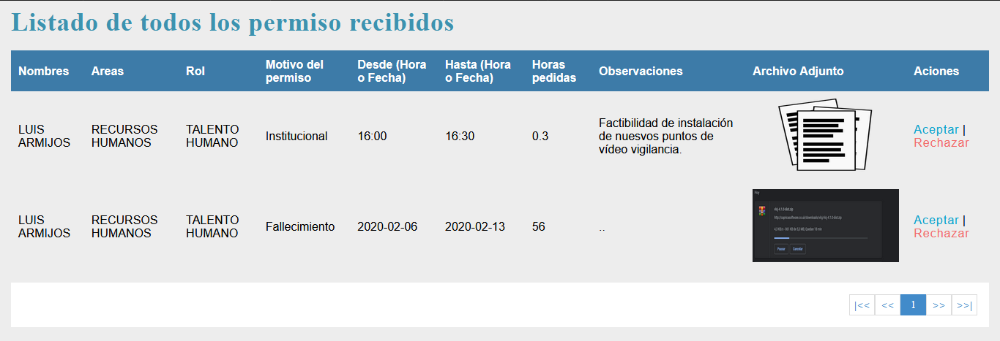 Listado de todos los permiso recibidos
Nombres Areas Rol Motivo del permiso Desde (Hora o Fecha) Hasta (Hora o Fecha) Horas pedidas Observaciones Archivo Adjunto Aciones
LUIS ARMIJOS RECURSOS HUMANOS TALENTO HUMANO Institucional 16:00 16:30 0.3 Factibilidad de instalación de nuesvos puntos de vídeo vigilancia. Aceptar | Rechazar
LUIS ARMIJOS RECURSOS HUMANOS TALENTO HUMANO Fallecimiento 2020-02-06 2020-02-13 56 .. Aceptar | Rechazar
Pausar Cancelar
|<< << 1 >> >>|